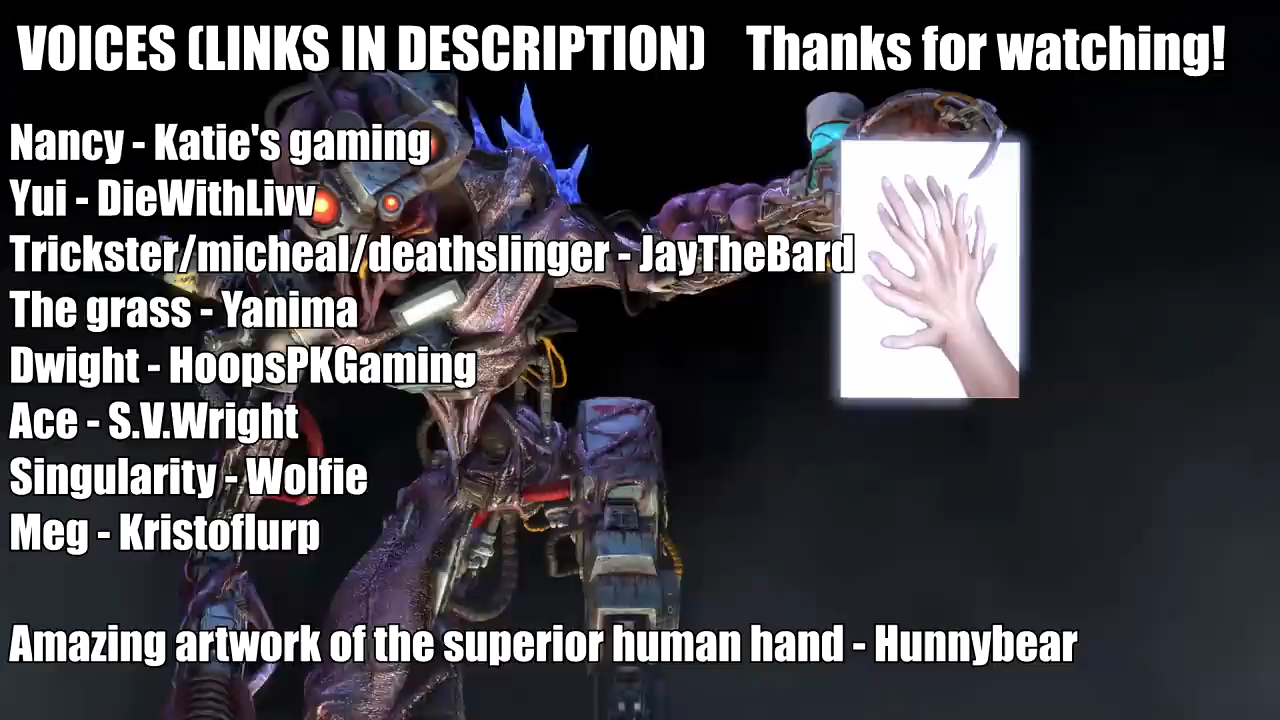 VOICES (LINKS IN DESCRIPTION) Thanks for watching!
Nancy - Katie's gaming
Yui - DieWithLivv
Trickster/micheal/deathslinger - JayTheBard
The grass - Yanima
Dwight - HoopsPKGaming
Ace - S.V.Wright
Singularity - Wolfie
Meg - Kristoflurp
Amazing artwork of the superior human hand - Hunnybear